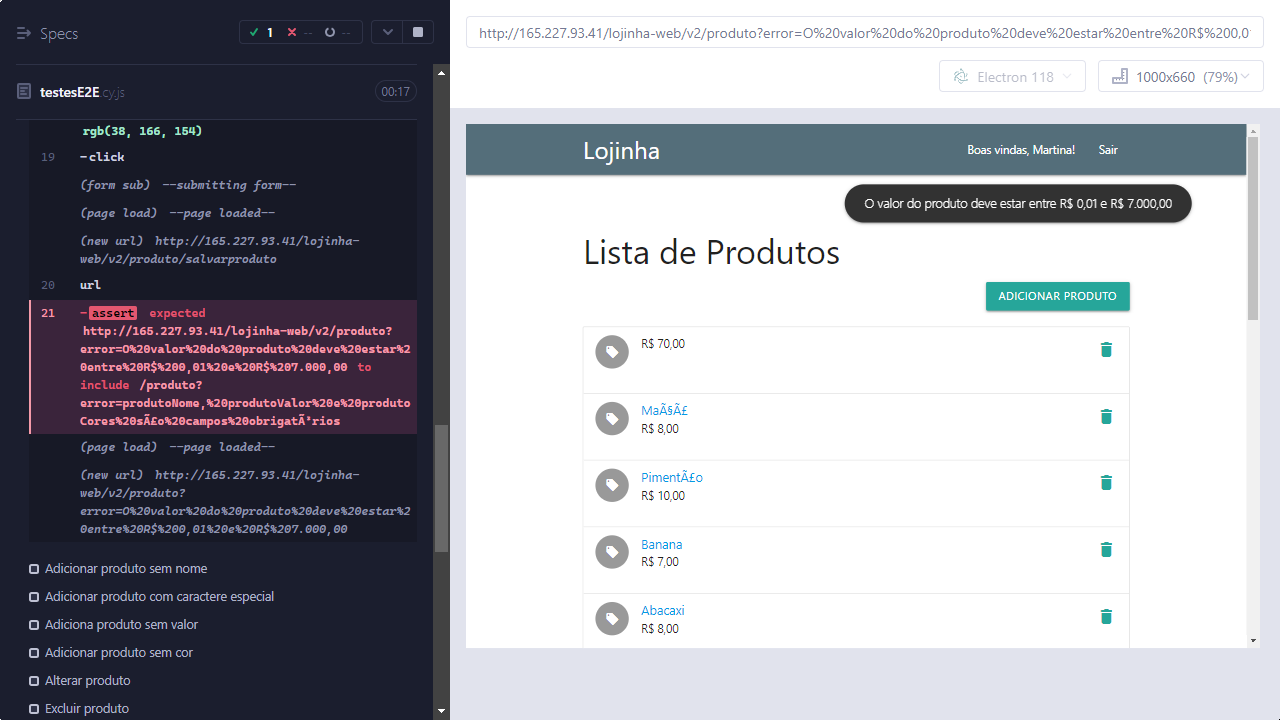 Specs
1
--
--
testesE2E.cy.js
00:17
rgb(38, 166, 154)
19 -click
(form sub) --submitting form--
(page load) --page loaded--
(new url) http://165.227.93.41/lojinha-
web/v2/produto/salvarproduto
20 url
21 -assert expected
http://165.227.93.41/lojinha-web/v2/produto?
error=O%20valor%20do%20produto%20deve%20estar%2
0entre%20R$%200,01%20e%20R$%207.000,00 to
include /produto?
error=produtoNome,%20produtoValor%20e%20produto
Cores%20sÃ£o%20campos%20obrigatÃ³rios
(page load) --page loaded--
(new url) http://165.227.93.41/lojinha-
web/v2/produto?
error=O%20valor%20do%20produto%20deve%20estar%2
0entre%20R$%200,01%20e%20R$%207.000,00
Adicionar produto sem nome
Adicionar produto com caractere especial
Adiciona produto sem valor
Adicionar produto sem cor
Alterar produto
Excluir produto
http://165.227.93.41/lojinha-web/v2/produto?error=O%20valor%20do%20produto%20deve%20estar%20entre%20R$%200,0
Electron 118
1000x660 (79%)
Lojinha
Boas vindas, Martina!
Sair
O valor do produto deve estar entre R$ 0,01 e R$ 7.000,00
Lista de Produtos
ADICIONAR PRODUTO
R$ 70,00
MaÃ§Ã£
R$ 8,00
PimentÃ£o
R$ 10,00
Banana
R$ 7,00
Abacaxi
R$ 8,00